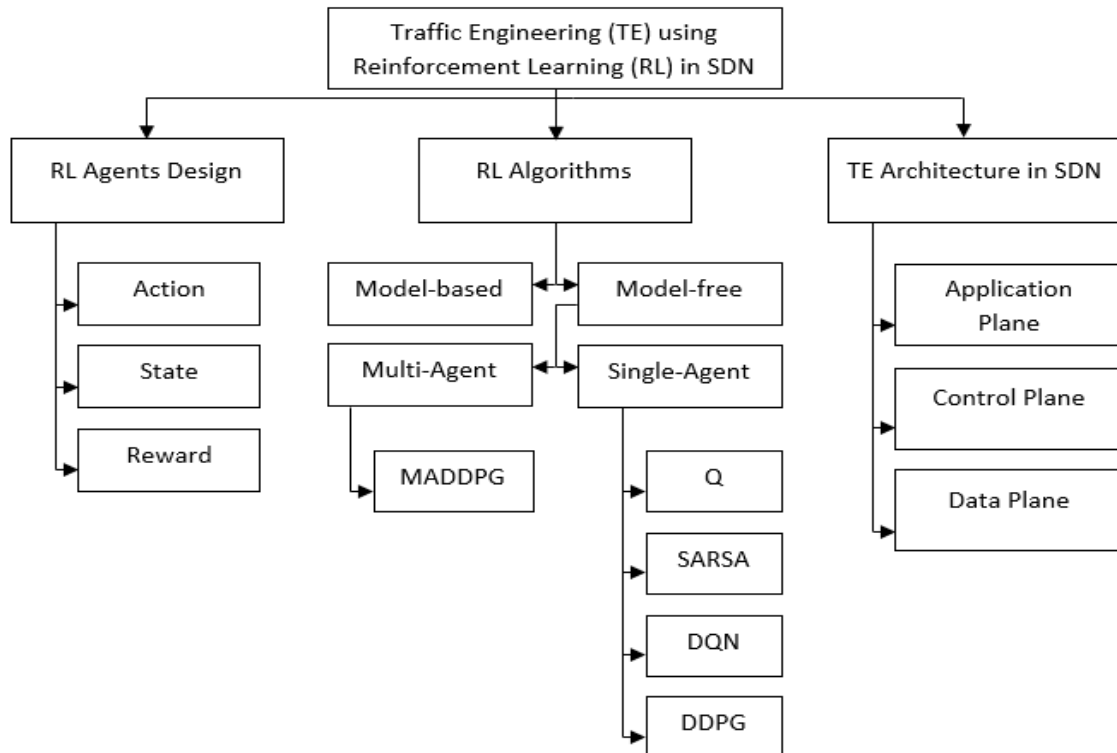 Traffic Engineering (TE) using
Reinforcement Learning (RL) in SDN
RL Agents Design
RL Algorithms
TE Architecture in SDN
Action
Model-based
Model-free
Application
Plane
State
Multi-Agent
Single-Agent
Control Plane
Reward
MADDPG
Q
Data Plane
SARSA
DQN
DDPG